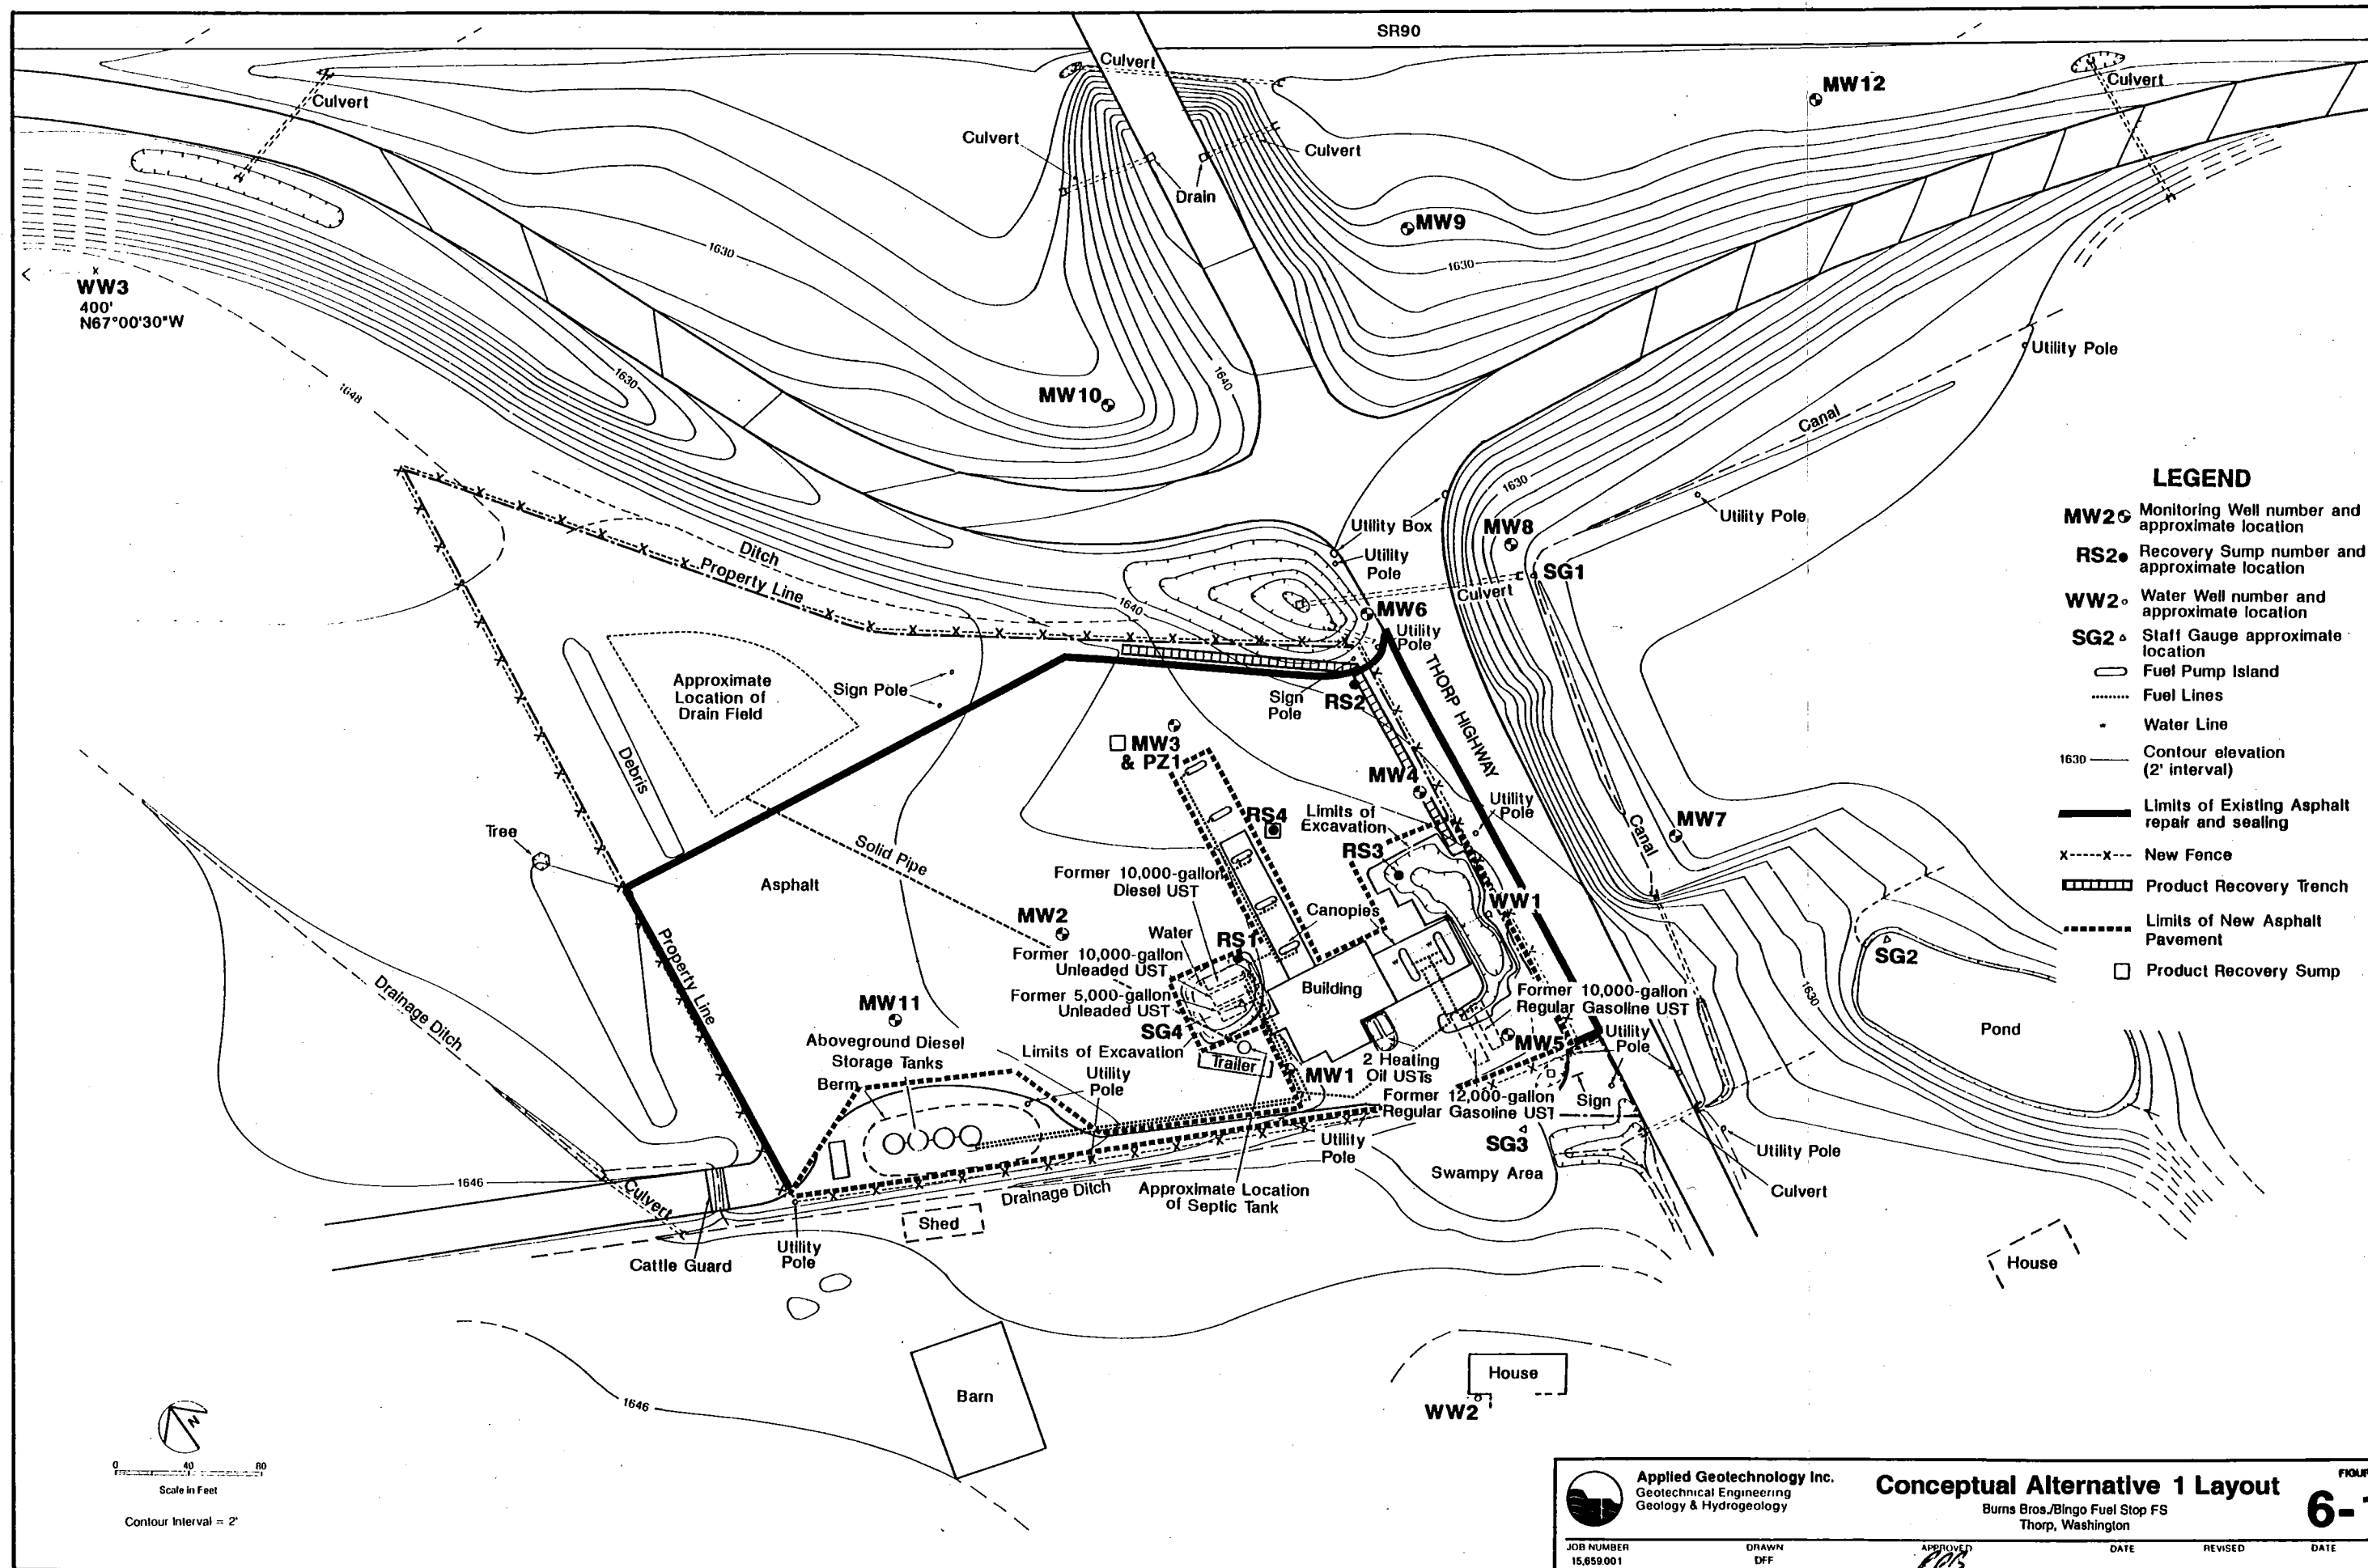 SR90
Culvert
Culvert
MW12
Culvert
Culvert
Culvert
Drain
MW9
1630
1630
WW3
400'
N67°00'30"W
1648
1630
1640
MW10
Utility Pole
Canal
1630
Utility Box
MW8
Utility Pole
Utility
Pole
SG1
Culvert
Ditch
Property Line
1640
MW6
Utility
Pole
THORP HIGHWAY
Approximate
Location of
Drain Field
Sign Pole
Sign
Pole
RS2
MW3
& PZ1
MW4
Debris
Utility
Pole
RS4
Limits of
Excavation
MW7
Tree
Solid Pipe
RS3
Canal
Asphalt
Former 10,000-gallon
Diesel UST
Canopies
WW1
MW2
Water
RS1
Former 10,000-gallon
Unleaded UST
SG2
Property Line
Former 5,000-gallon
Unleaded UST
Building
Former 10,000-gallon
Regular Gasoline UST
1630
Drainage Ditch
MW11
SG4
Pond
Aboveground Diesel
Storage Tanks
Limits of Excavation
Utility
Pole
MW5
Berm
Utility
Pole
Trailer
MW1
2 Heating
Oil USTs
Former 12,000-gallon
Regular Gasoline UST
Sign
SG3
Utility
Pole
Utility Pole
Swampy Area
1646
Culvert
Drainage Ditch
Approximate Location
of Septic Tank
Culvert
Shed
Cattle Guard
Utility
Pole
House
1646
Barn
House
WW2
LEGEND
MW2 Monitoring Well number and
approximate location
RS2 Recovery Sump number and
approximate location
WW2 Water Well number and
approximate location
SG2 Staff Gauge approximate
location
Fuel Pump Island
Fuel Lines
Water Line
1630 Contour elevation
(2' interval)
Limits of Existing Asphalt
repair and sealing
X-----X--- New Fence
Product Recovery Trench
Limits of New Asphalt
Pavement
Product Recovery Sump
N
0 40 80
Scale in Feet
Contour Interval = 2'
Applied Geotechnology Inc.
Geotechnical Engineering
Geology & Hydrogeology
Conceptual Alternative 1 Layout
Burns Bros./Bingo Fuel Stop FS
Thorp, Washington
6-1
JOB NUMBER DRAWN APPROVED DATE REVISED DATE
15,659.001 DFF